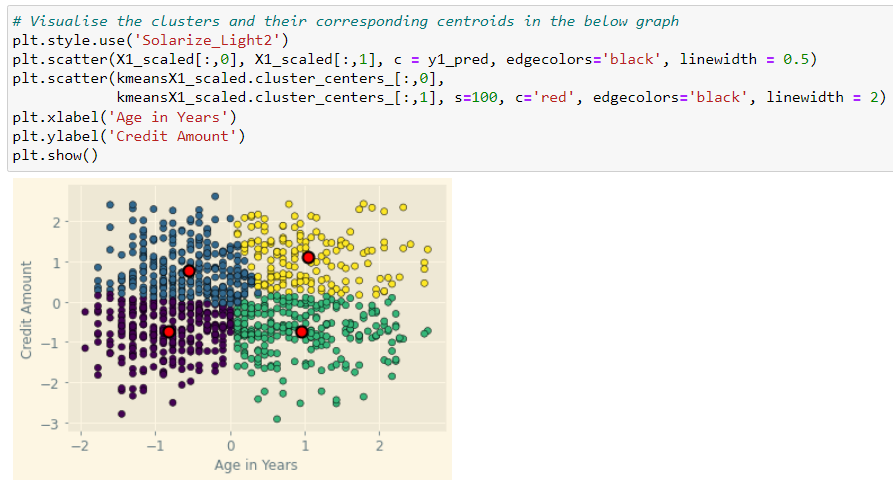 # Visualise the clusters and their corresponding centroids in the below graph
plt.style.use('Solarize_Light2')
plt.scatter(X1_scaled[:,0], X1_scaled[:,1], c = y1_pred, edgecolors='black', linewidth = 0.5)
plt.scatter(kmeansX1_scaled.cluster_centers_[:,0],
            kmeansX1_scaled.cluster_centers_[:,1], s=100, c='red', edgecolors='black', linewidth = 2)
plt.xlabel('Age in Years')
plt.ylabel('Credit Amount')
plt.show()
Credit Amount
2
1
0
−1
−2
−3
−2 −1 0 1 2
Age in Years